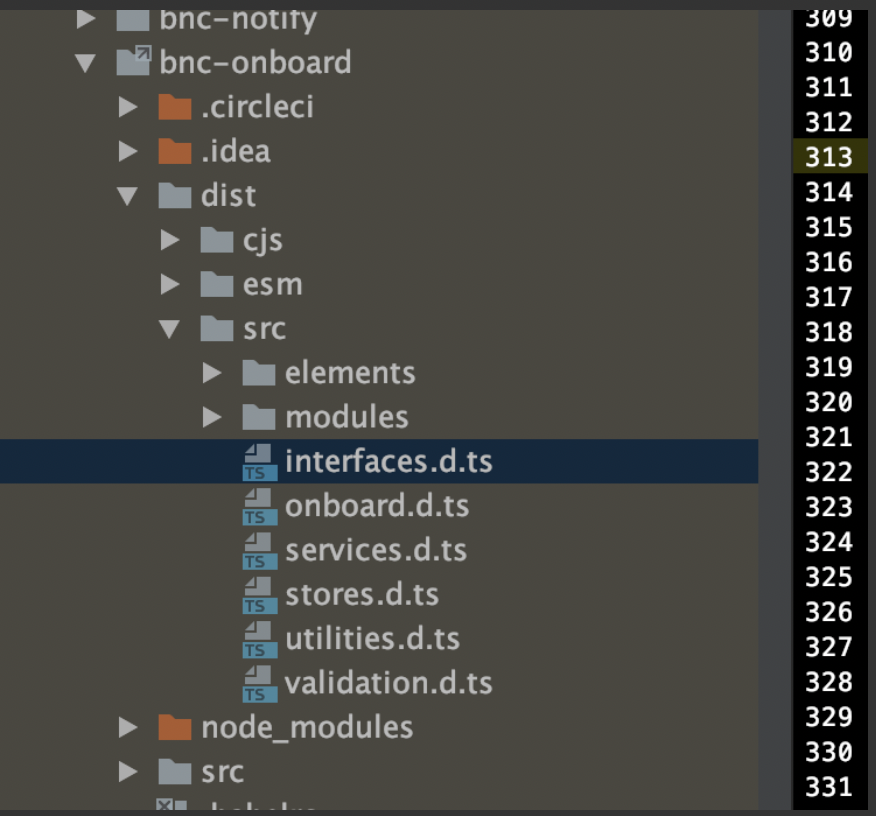 bnc-notify
bnc-onboard
.circleci
.idea
dist
cjs
esm
src
elements
modules
TS interfaces.d.ts
TS onboard.d.ts
TS services.d.ts
TS stores.d.ts
TS utilities.d.ts
TS validation.d.ts
node_modules
src
309
310
311
312
313
314
315
316
317
318
319
320
321
322
323
324
325
326
327
328
329
330
331